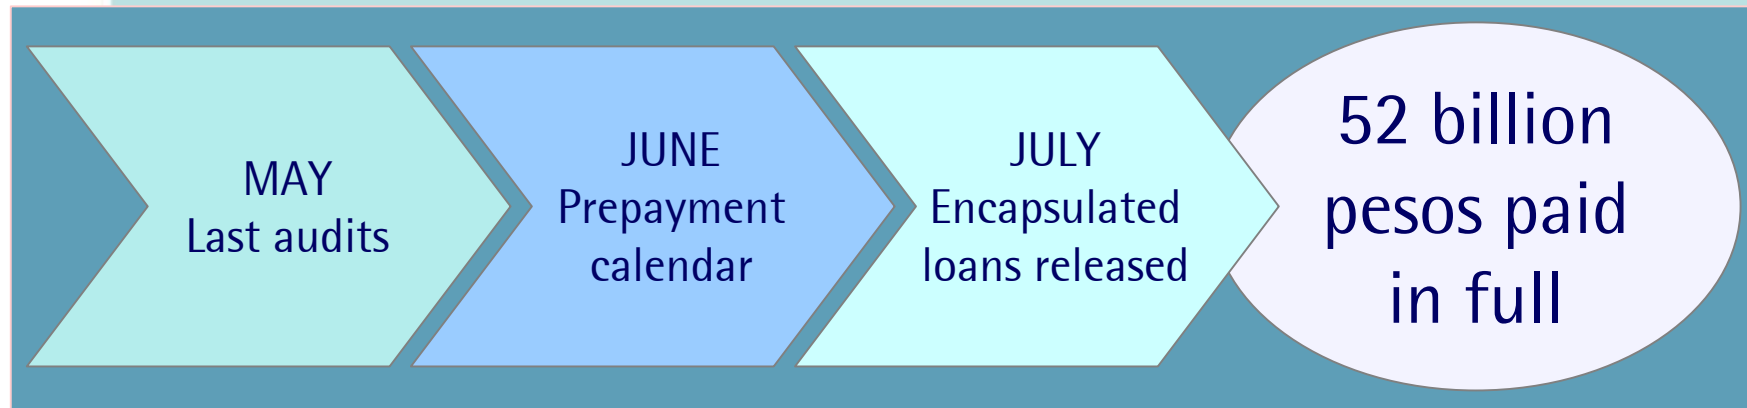 MAY
Last audits
JUNE
Prepayment
calendar
JULY
Encapsulated
loans released
52 billion
pesos paid
in full